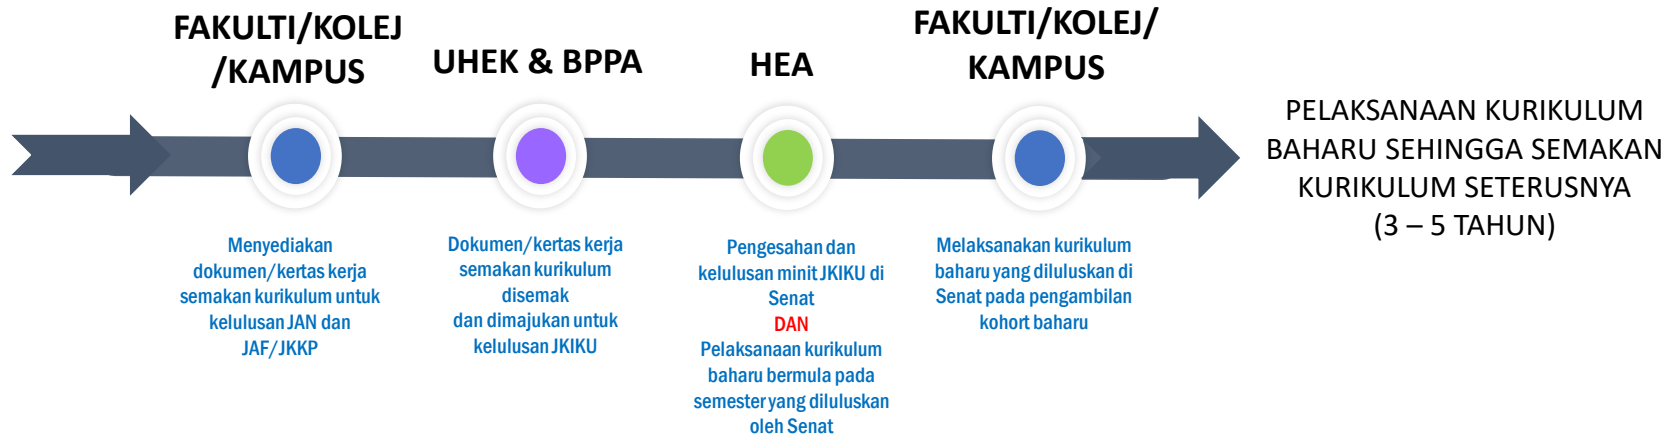 FAKULTI/KOLEJ
/KAMPUS
Menyediakan
dokumen/kertas kerja
semakan kurikulum untuk
kelulusan JAN dan
JAF/JKKP
UHEK & BPPA
Dokumen/kertas kerja
semakan kurikulum
disemak
dan dimajukan untuk
kelulusan JKIKU
HEA
Pengesahan dan
kelulusan minit JKIKU di
Senat
DAN
Pelaksanaan kurikulum
baharu bermula pada
semester yang diluluskan
oleh Senat
FAKULTI/KOLEJ/
KAMPUS
Melaksanakan kurikulum
baharu yang diluluskan di
Senat pada pengambilan
kohort baharu
PELAKSANAAN KURIKULUM
BAHARU SEHINGGA SEMAKAN
KURIKULUM SETERUSNYA
(3 – 5 TAHUN)